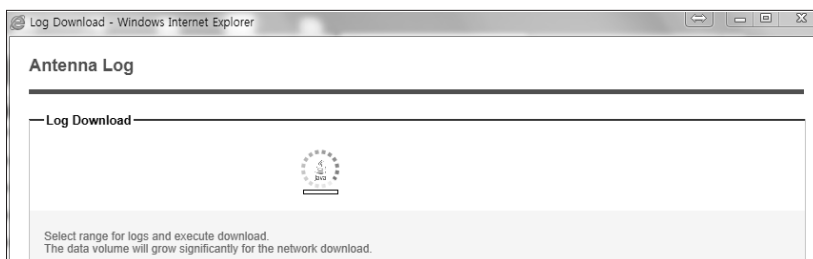 Log Download - Windows Internet Explorer
Antenna Log
Log Download
java
Select range for logs and execute download.
The data volume will grow significantly for the network download.